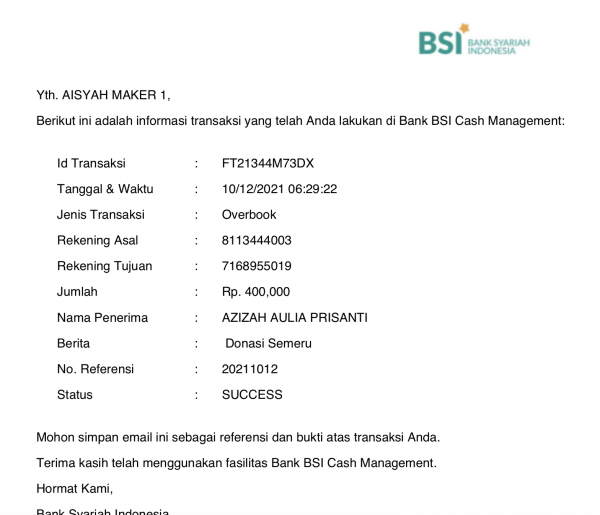 BSI BANK SYARIAH
INDONESIA
Yth. AISYAH MAKER 1,
Berikut ini adalah informasi transaksi yang telah Anda lakukan di Bank BSI Cash Management:
Id Transaksi : FT21344M73DX
Tanggal & Waktu : 10/12/2021 06:29:22
Jenis Transaksi : Overbook
Rekening Asal : 8113444003
Rekening Tujuan : 7168955019
Jumlah : Rp. 400,000
Nama Penerima : AZIZAH AULIA PRISANTI
Berita : Donasi Semeru
No. Referensi : 20211012
Status : SUCCESS
Mohon simpan email ini sebagai referensi dan bukti atas transaksi Anda.
Terima kasih telah menggunakan fasilitas Bank BSI Cash Management.
Hormat Kami,
Bank Syariah Indonesia